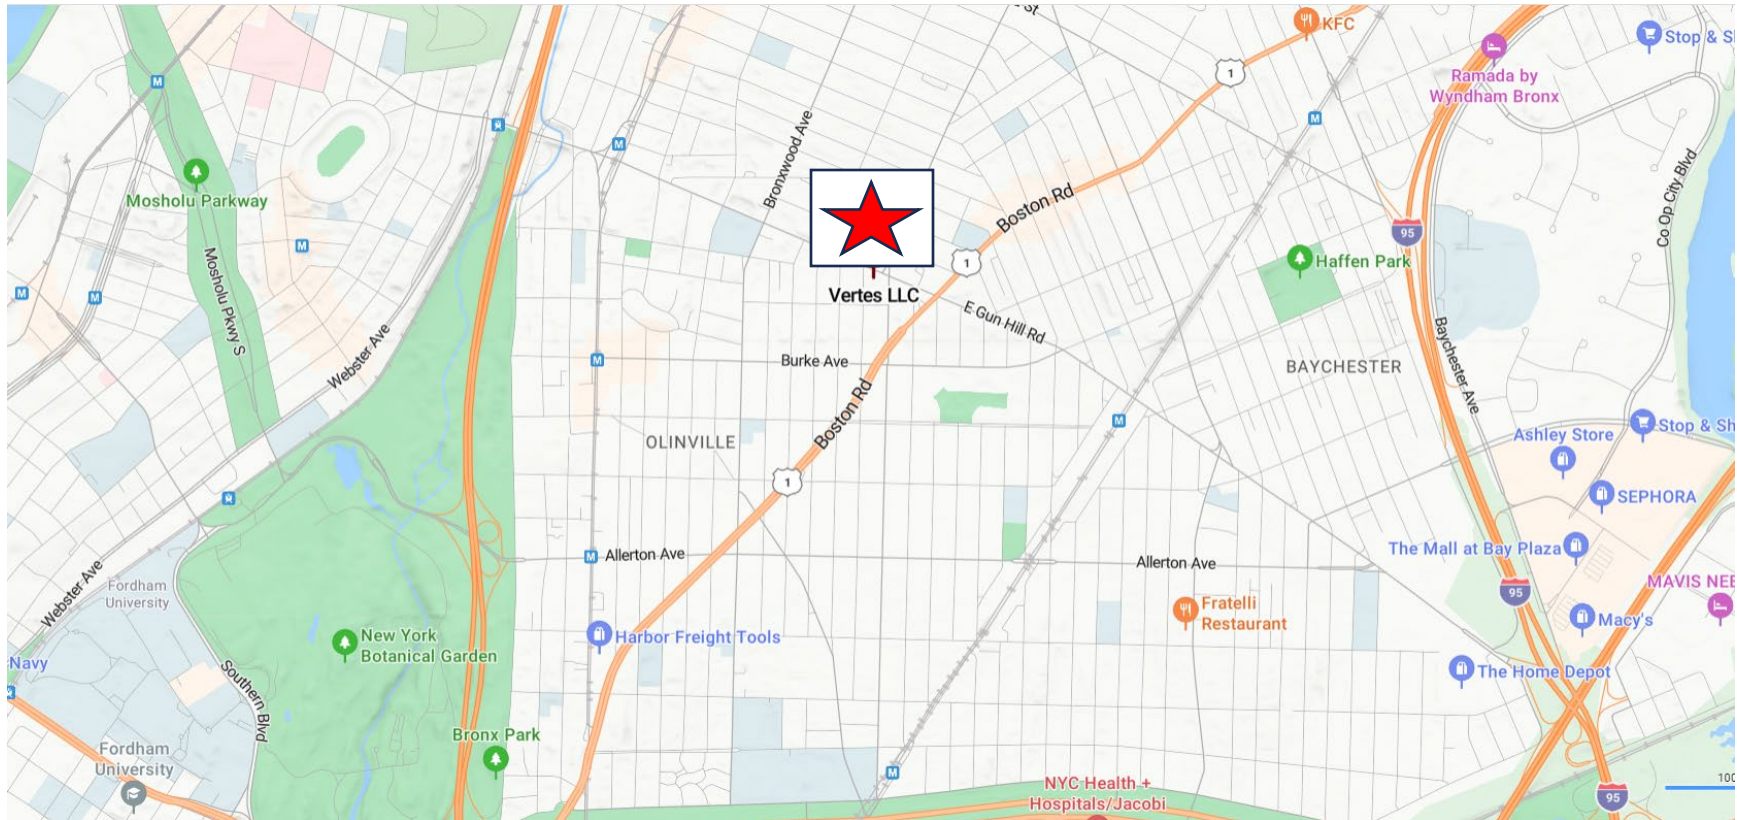 St
KFC
1
Stop & S
Ramada by
Wyndham Bronx
M
M
M
Bronxwood Ave
Mosholu Parkway
Boston Rd
Co Op City Blvd
95
M
Mosholu Pkwy S
1
Haffen Park
M
M
Vertes LLC
E Gun Hill Rd
Webster Ave
M
Burke Ave
BAYCHESTER
Baychester Ave
Boston Rd
M
OLINVILLE
Ashley Store
Stop & Sh
1
SEPHORA
M
Allerton Ave
Allerton Ave
The Mall at Bay Plaza
Webster Ave
Fordham
University
95
MAVIS NEE
Fratelli
Restaurant
Macy's
New York
Botanical Garden
Harbor Freight Tools
Navy
The Home Depot
Southern Blvd
Bronx Park
Fordham
University
M
NYC Health +
Hospitals/Jacobi
100
95